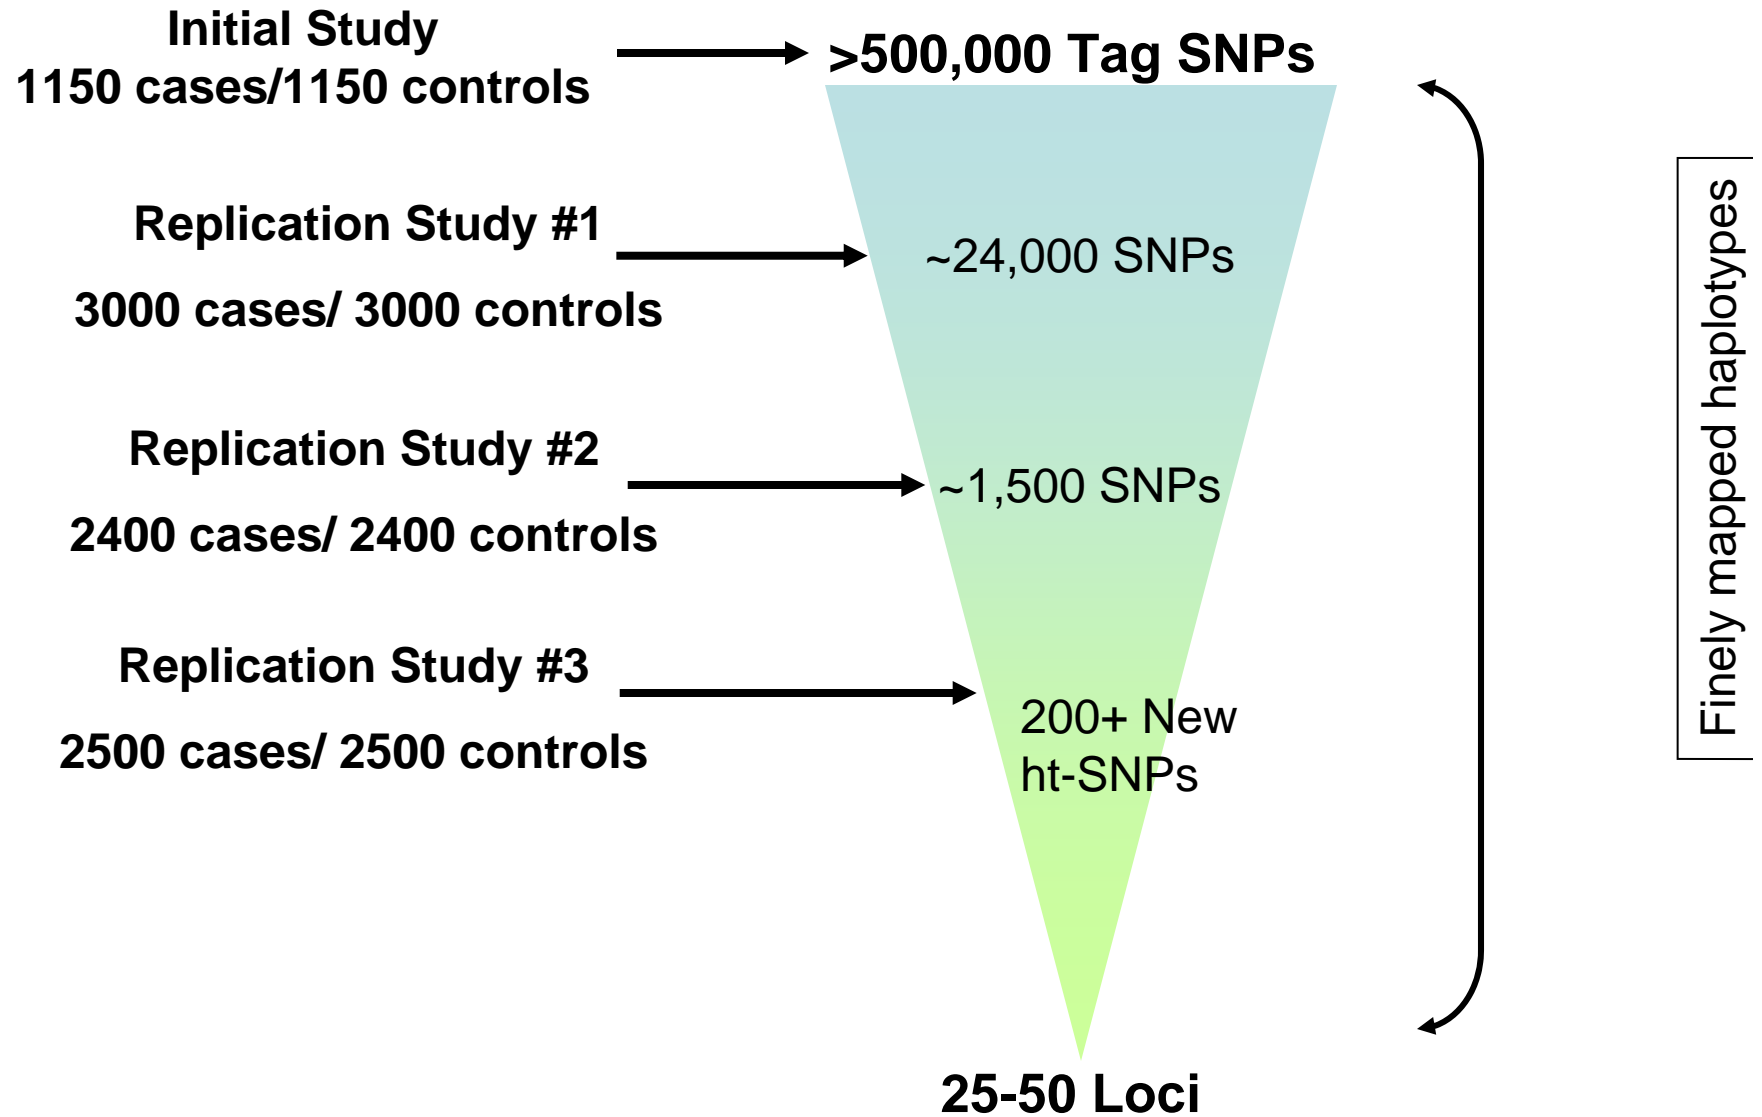 Initial Study
1150 cases/1150 controls
>500,000 Tag SNPs
Replication Study #1
3000 cases/ 3000 controls
~24,000 SNPs
Replication Study #2
2400 cases/ 2400 controls
~1,500 SNPs
Replication Study #3
2500 cases/ 2500 controls
200+ New
ht-SNPs
25-50 Loci
Finely mapped haplotypes